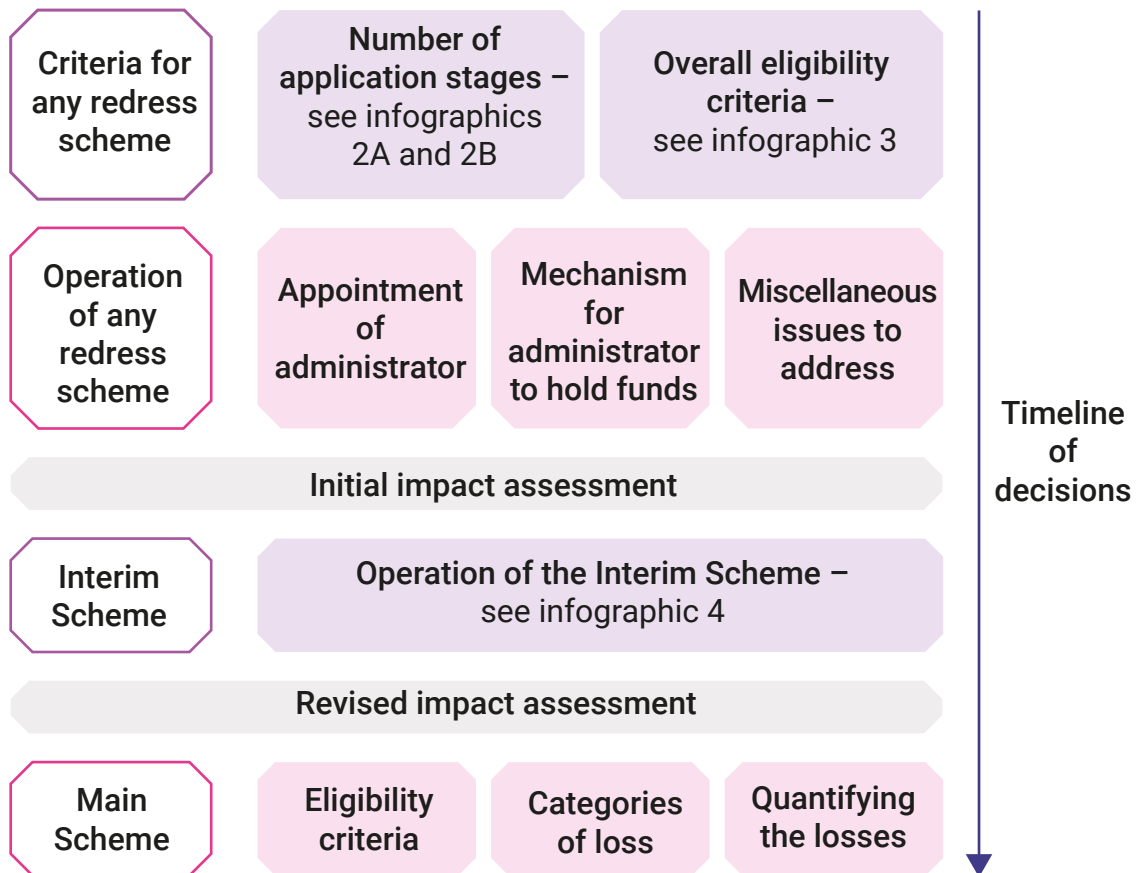 Criteria for
any redress
scheme
Number of
application stages –
see infographics
2A and 2B
Overall eligibility
criteria –
see infographic 3
Operation
of any
redress
scheme
Appointment
of
administrator
Mechanism
for
administrator
to hold funds
Miscellaneous
issues to
address
Timeline
of
decisions
Initial impact assessment
Interim
Scheme
Operation of the Interim Scheme –
see infographic 4
Revised impact assessment
Main
Scheme
Eligibility
criteria
Categories
of loss
Quantifying
the losses